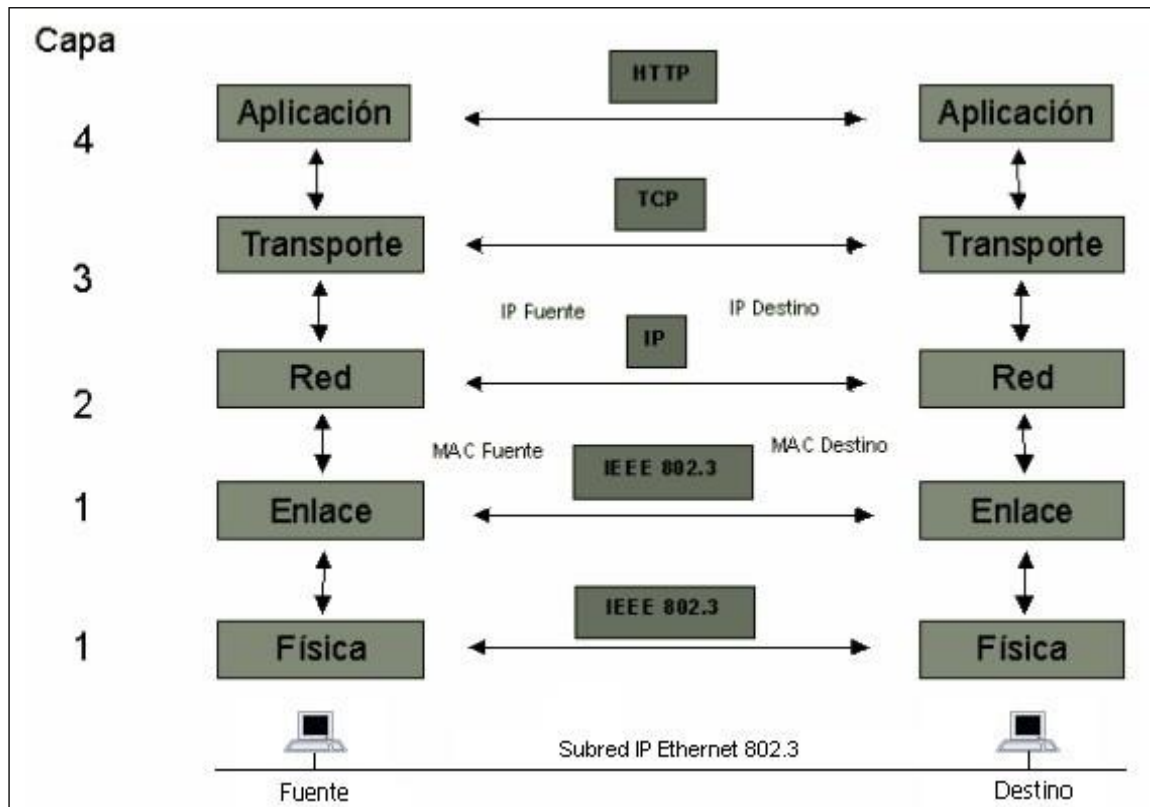 Capa
HTTP
4 Aplicación Aplicación
TCP
3 Transporte Transporte
IP Fuente IP IP Destino
2 Red Red
MAC Fuente IEEE 802.3 MAC Destino
1 Enlace Enlace
IEEE 802.3
1 Física Física
Subred IP Ethernet 802.3
Fuente Destino